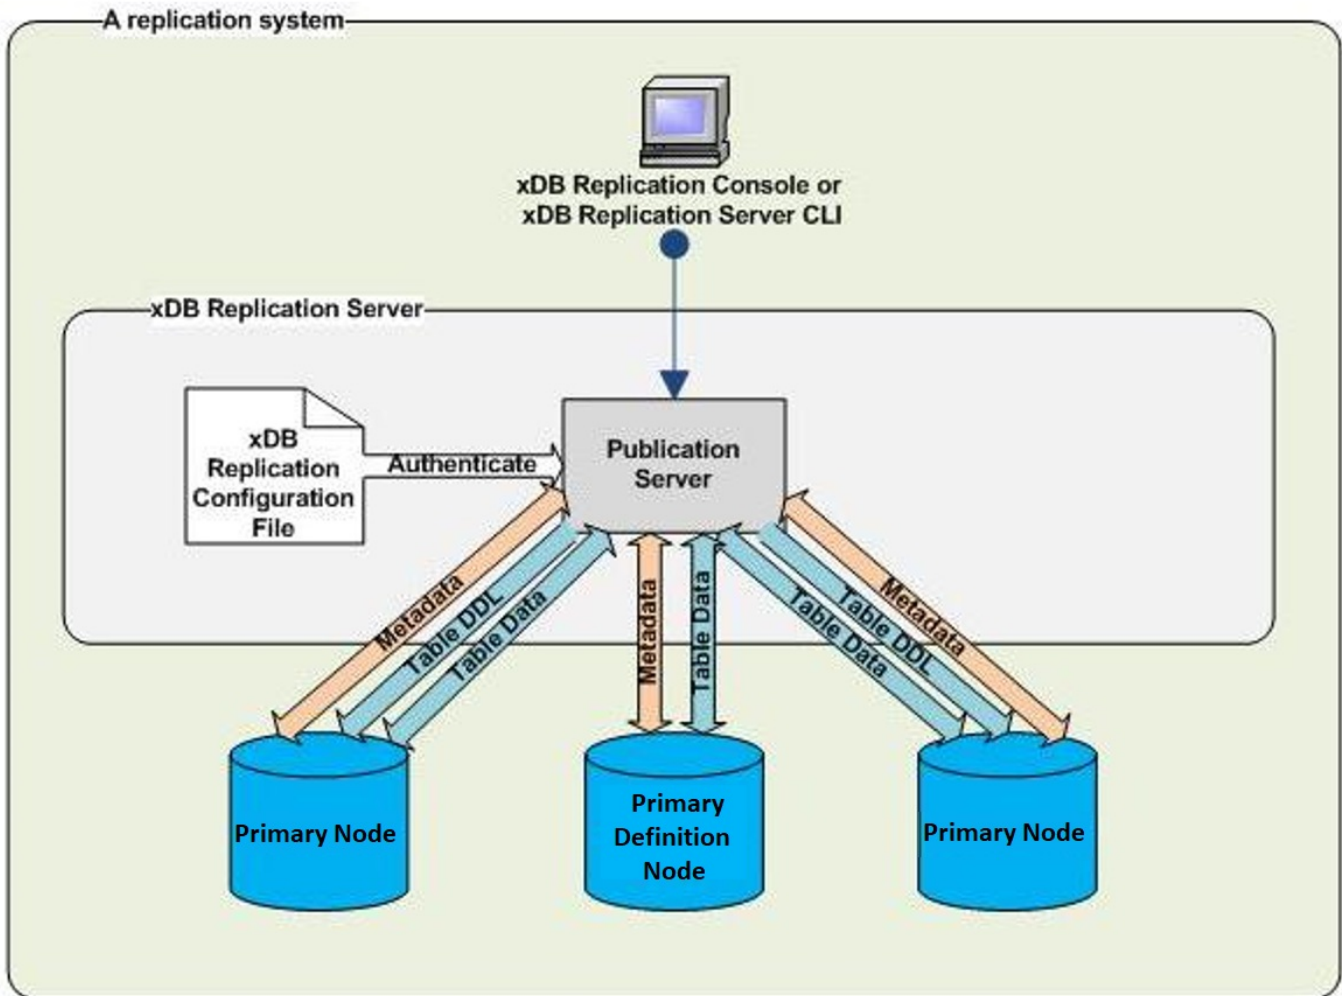 A replication system
xDB Replication Console or
xDB Replication Server CLI
xDB Replication Server
xDB
Replication
Configuration
File
Authenticate
Publication
Server
Metadata
Table DDL
Table Data
Metadata
Table Data
Table Data
Table DDL
Metadata
Primary Node
Primary
Definition
Node
Primary Node